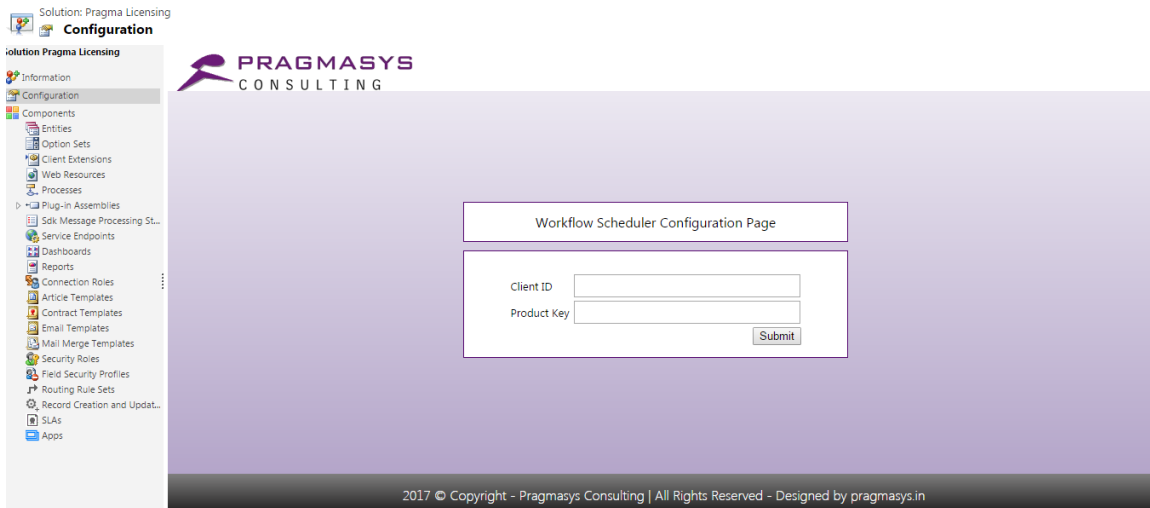 Solution: Pragma Licensing
Configuration
Solution Pragma Licensing
Information
Configuration
Components
Entities
Option Sets
Client Extensions
Web Resources
Processes
Plug-in Assemblies
Sdk Message Processing St...
Service Endpoints
Dashboards
Reports
Connection Roles
Article Templates
Contract Templates
Email Templates
Mail Merge Templates
Security Roles
Field Security Profiles
Routing Rule Sets
Record Creation and Updat...
SLAs
Apps
PRAGMASYS
CONSULTING
Workflow Scheduler Configuration Page
Client ID
Product Key
Submit
2017 © Copyright - Pragmasys Consulting | All Rights Reserved - Designed by pragmasys.in